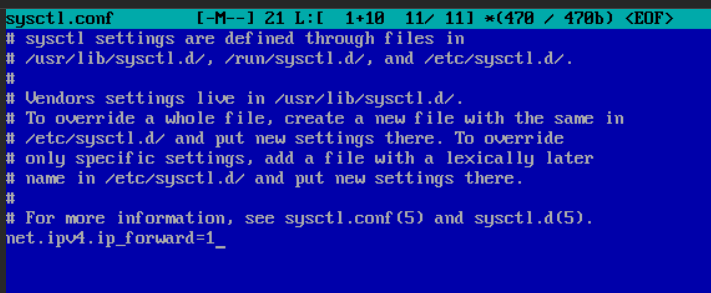 sysctl.conf [-M--] 21 L:[ 1+10 11/ 11] *(470 / 470b) <EOF>
# sysctl settings are defined through files in
# /usr/lib/sysctl.d/, /run/sysctl.d/, and /etc/sysctl.d/.
#
# Vendors settings live in /usr/lib/sysctl.d/.
# To override a whole file, create a new file with the same in
# /etc/sysctl.d/ and put new settings there. To override
# only specific settings, add a file with a lexically later
# name in /etc/sysctl.d/ and put new settings there.
#
# For more information, see sysctl.conf(5) and sysctl.d(5).
net.ipv4.ip_forward=1_